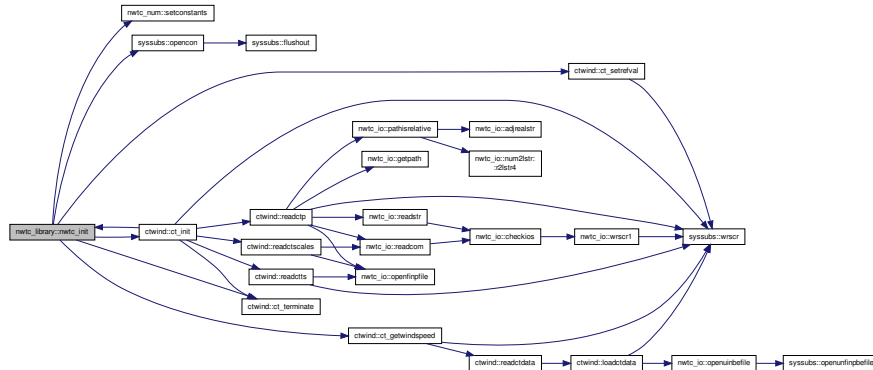 nwtc_num::setconstants
syssubs::opencon
syssubs::flushout
ctwind::ct_setrefval
nwtc_io::pathisrelative
nwtc_io::adjrealstr
nwtc_io::getpath
nwtc_io::num2lstr:
:r2lstr4
ctwind::readctp
nwtc_io::readstr
nwtc_library::nwtc_init
ctwind::ct_init
nwtc_io::checkios
nwtc_io::wrscr1
syssubs::wrscr
ctwind::readctscales
nwtc_io::readcom
ctwind::readctts
nwtc_io::openfinpfile
ctwind::ct_terminate
ctwind::ct_getwindspeed
ctwind::readctdata
ctwind::loadctdata
nwtc_io::openuinbefile
syssubs::openunfinpbefile